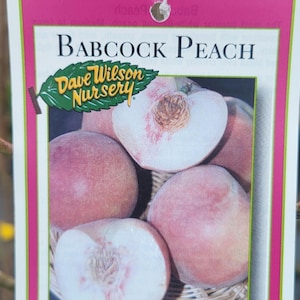 BABCOCK PEACH
Dave Wilson
Nursery